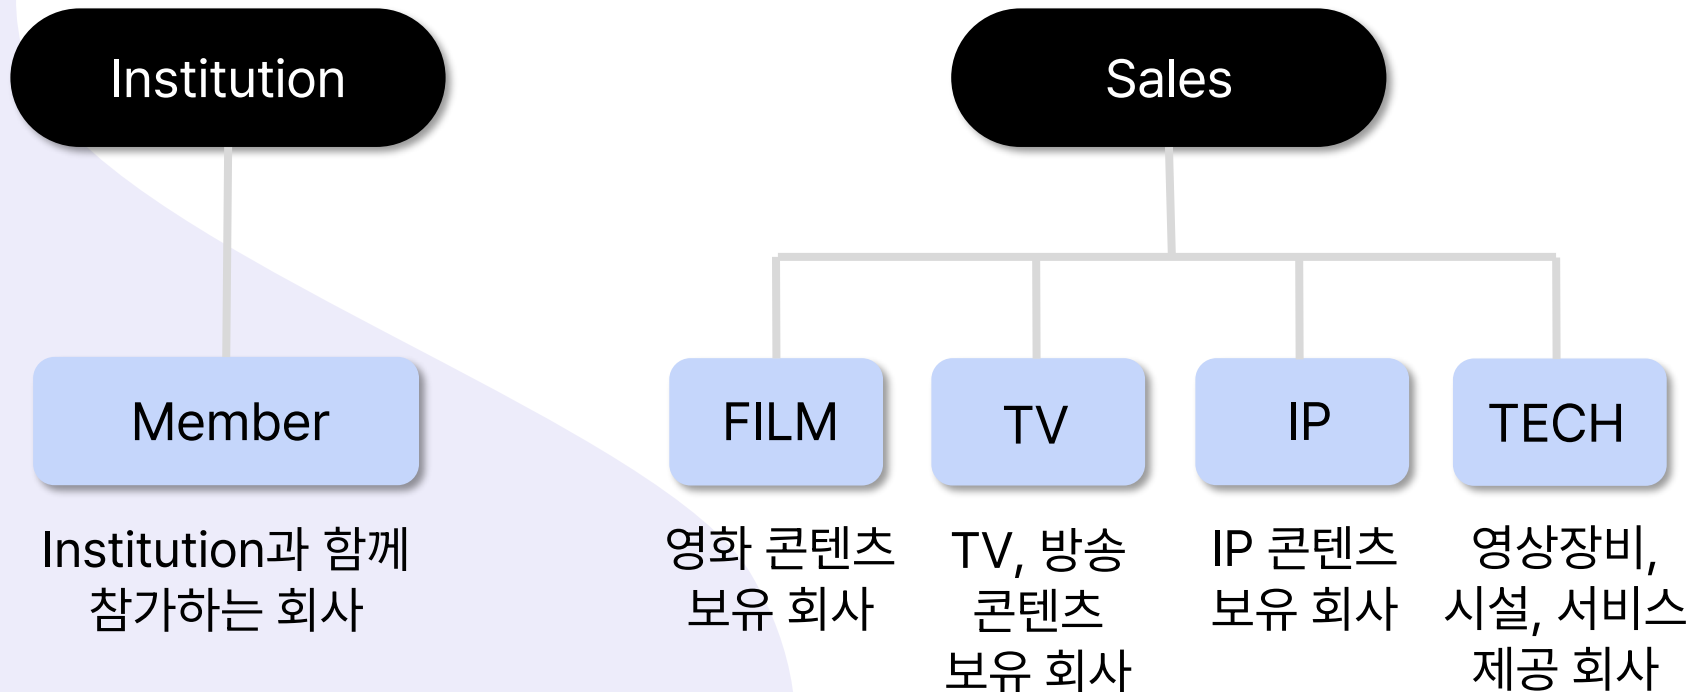 Institution
Sales
Member
FILM
TV
IP
TECH
Institution과 함께
참가하는 회사
영화 콘텐츠
보유 회사
TV, 방송
콘텐츠
보유 회사
IP 콘텐츠
보유 회사
영상장비,
시설, 서비스
제공 회사